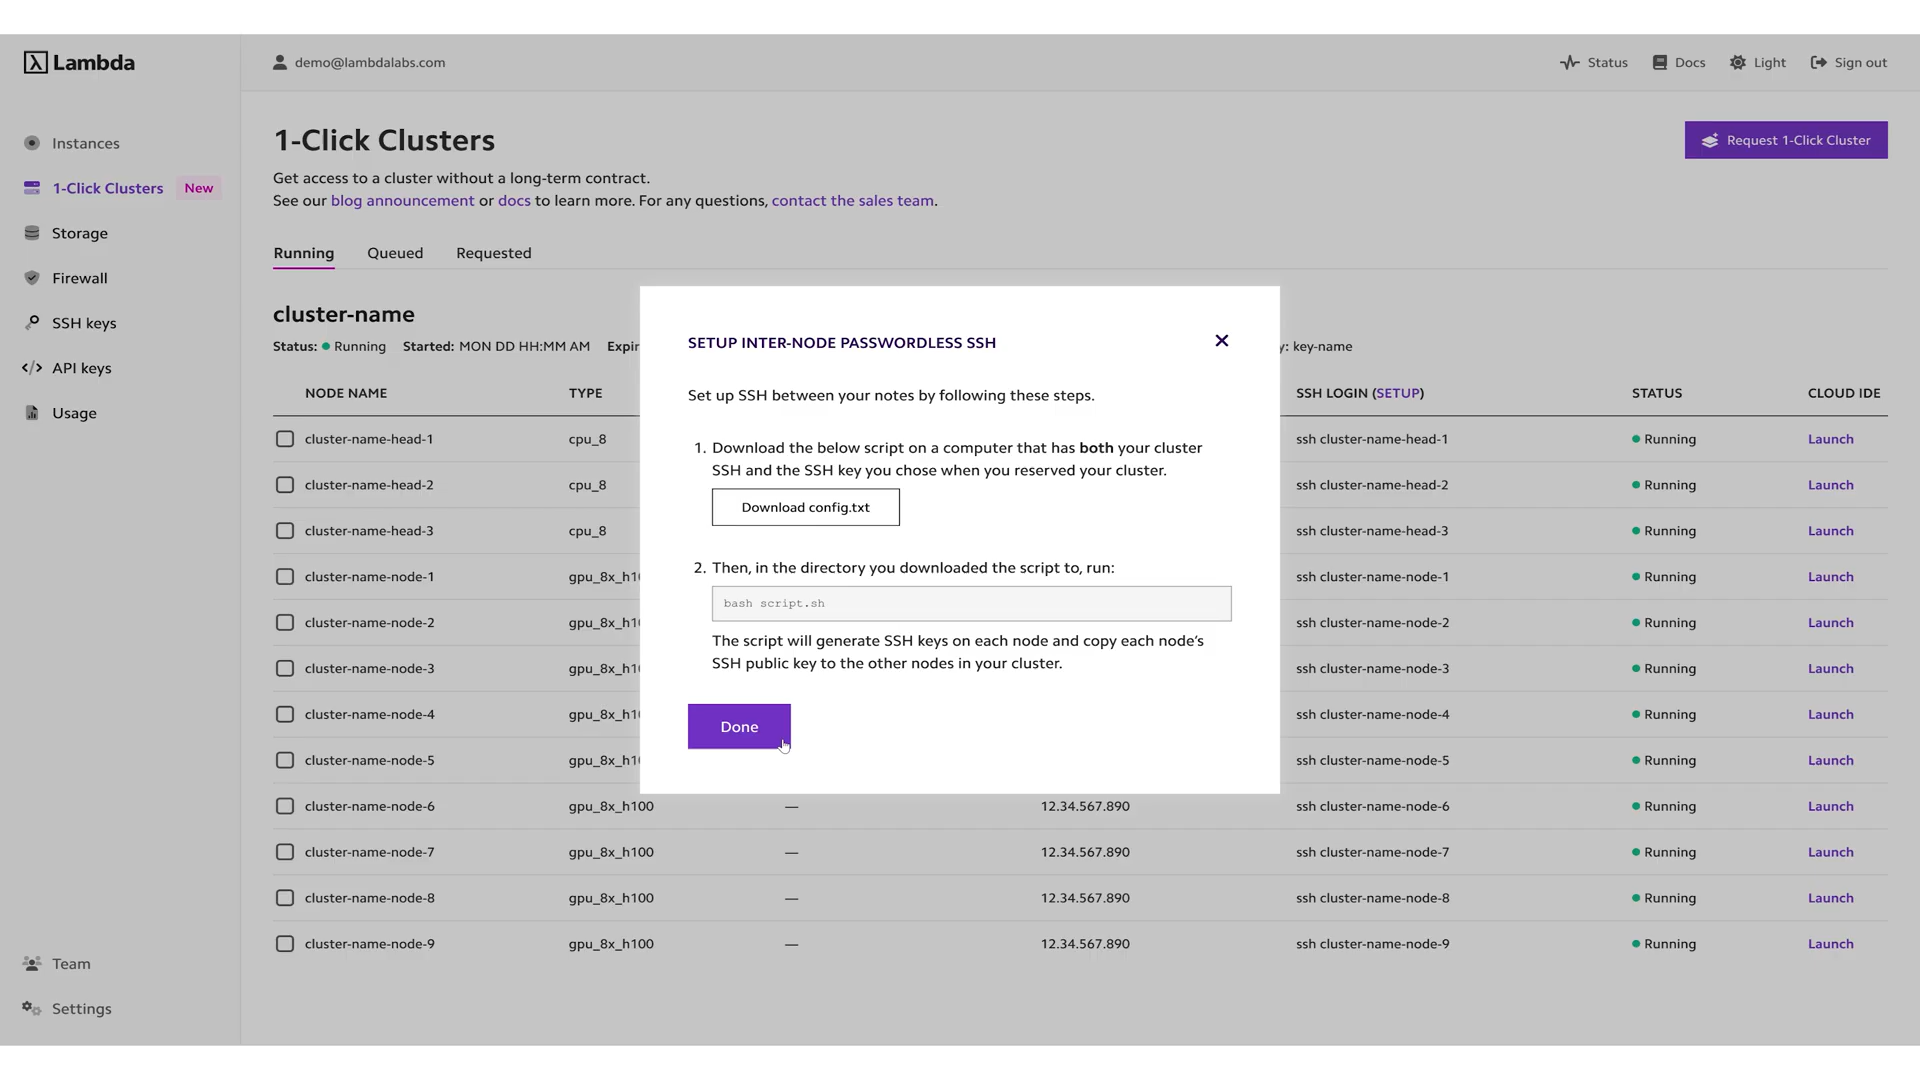 Lambda
demo@lambdalabs.com
Status
Docs
Light
Sign out
Instances
1-Click Clusters New
Storage
Firewall
SSH keys
API keys
Usage
Team
Settings
1-Click Clusters
Request 1-Click Cluster
Get access to a cluster without a long-term contract.
See our blog announcement or docs to learn more. For any questions, contact the sales team.
Running Queued Requested
cluster-name
Status: Running Started: MON DD HH:MM AM key-name
NODE NAME TYPE SSH LOGIN (SETUP) STATUS CLOUD IDE
cluster-name-head-1 cpu_8 ssh cluster-name-head-1 Running Launch
cluster-name-head-2 cpu_8 ssh cluster-name-head-2 Running Launch
cluster-name-head-3 cpu_8 ssh cluster-name-head-3 Running Launch
cluster-name-node-1 ssh cluster-name-node-1 Running Launch
cluster-name-node-2 ssh cluster-name-node-2 Running Launch
cluster-name-node-3 ssh cluster-name-node-3 Running Launch
cluster-name-node-4 ssh cluster-name-node-4 Running Launch
cluster-name-node-5 ssh cluster-name-node-5 Running Launch
cluster-name-node-6 gpu_8x_h100 — 12.34.567.890 ssh cluster-name-node-6 Running Launch
cluster-name-node-7 gpu_8x_h100 — 12.34.567.890 ssh cluster-name-node-7 Running Launch
cluster-name-node-8 gpu_8x_h100 — 12.34.567.890 ssh cluster-name-node-8 Running Launch
cluster-name-node-9 gpu_8x_h100 — 12.34.567.890 ssh cluster-name-node-9 Running Launch
SETUP INTER-NODE PASSWORDLESS SSH
Set up SSH between your notes by following these steps.
1. Download the below script on a computer that has both your cluster
SSH and the SSH key you chose when you reserved your cluster.
Download config.txt
2. Then, in the directory you downloaded the script to, run:
bash script.sh
The script will generate SSH keys on each node and copy each node's
SSH public key to the other nodes in your cluster.
Done